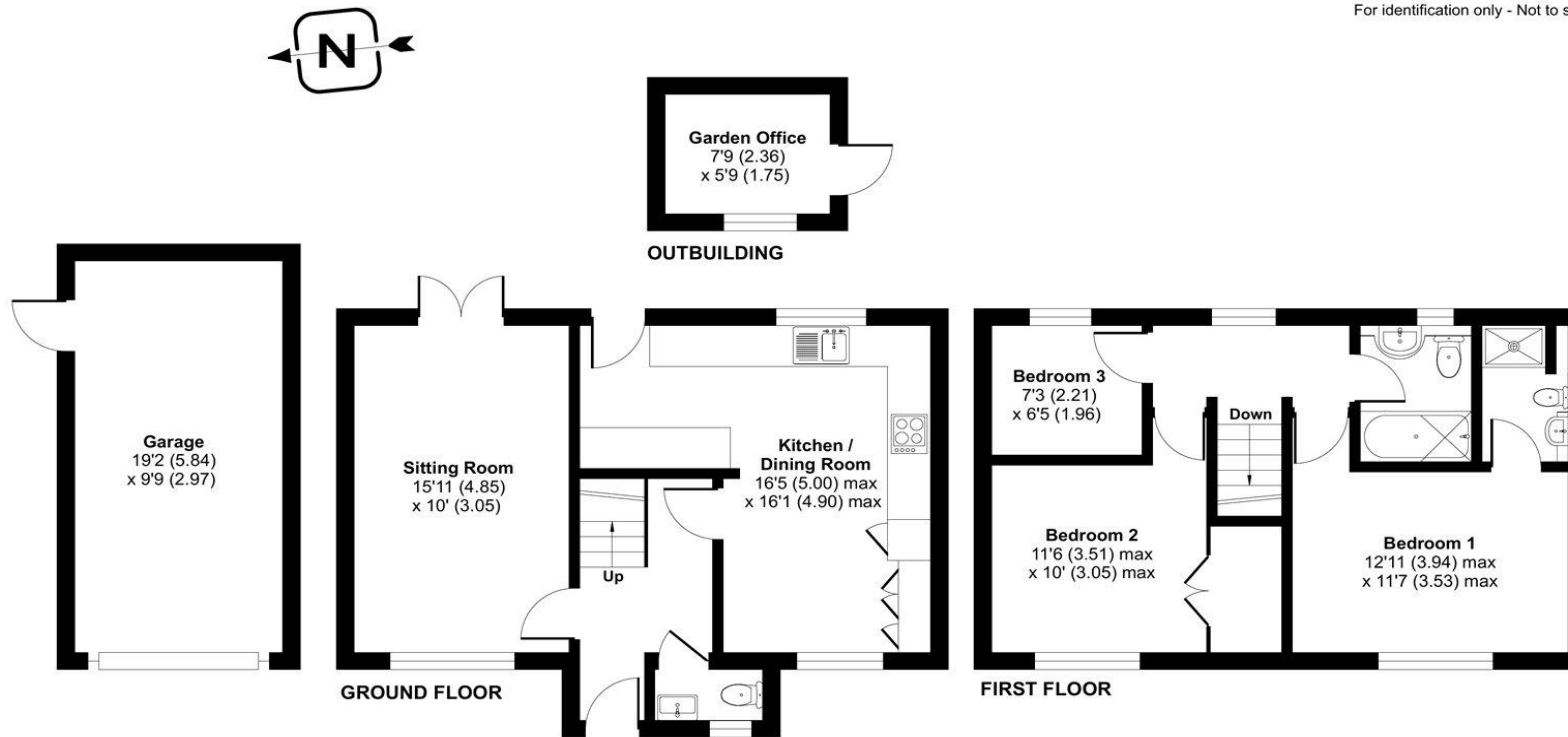 For identification only - Not to s
N
Garden Office
7'9 (2.36)
x 5'9 (1.75)
OUTBUILDING
Garage
19'2 (5.84)
x 9'9 (2.97)
Sitting Room
15'11 (4.85)
x 10' (3.05)
Kitchen /
Dining Room
16'5 (5.00) max
x 16'1 (4.90) max
Up
GROUND FLOOR
Bedroom 3
7'3 (2.21)
x 6'5 (1.96)
Down
Bedroom 2
11'6 (3.51) max
x 10' (3.05) max
Bedroom 1
12'11 (3.94) max
x 11'7 (3.53) max
FIRST FLOOR